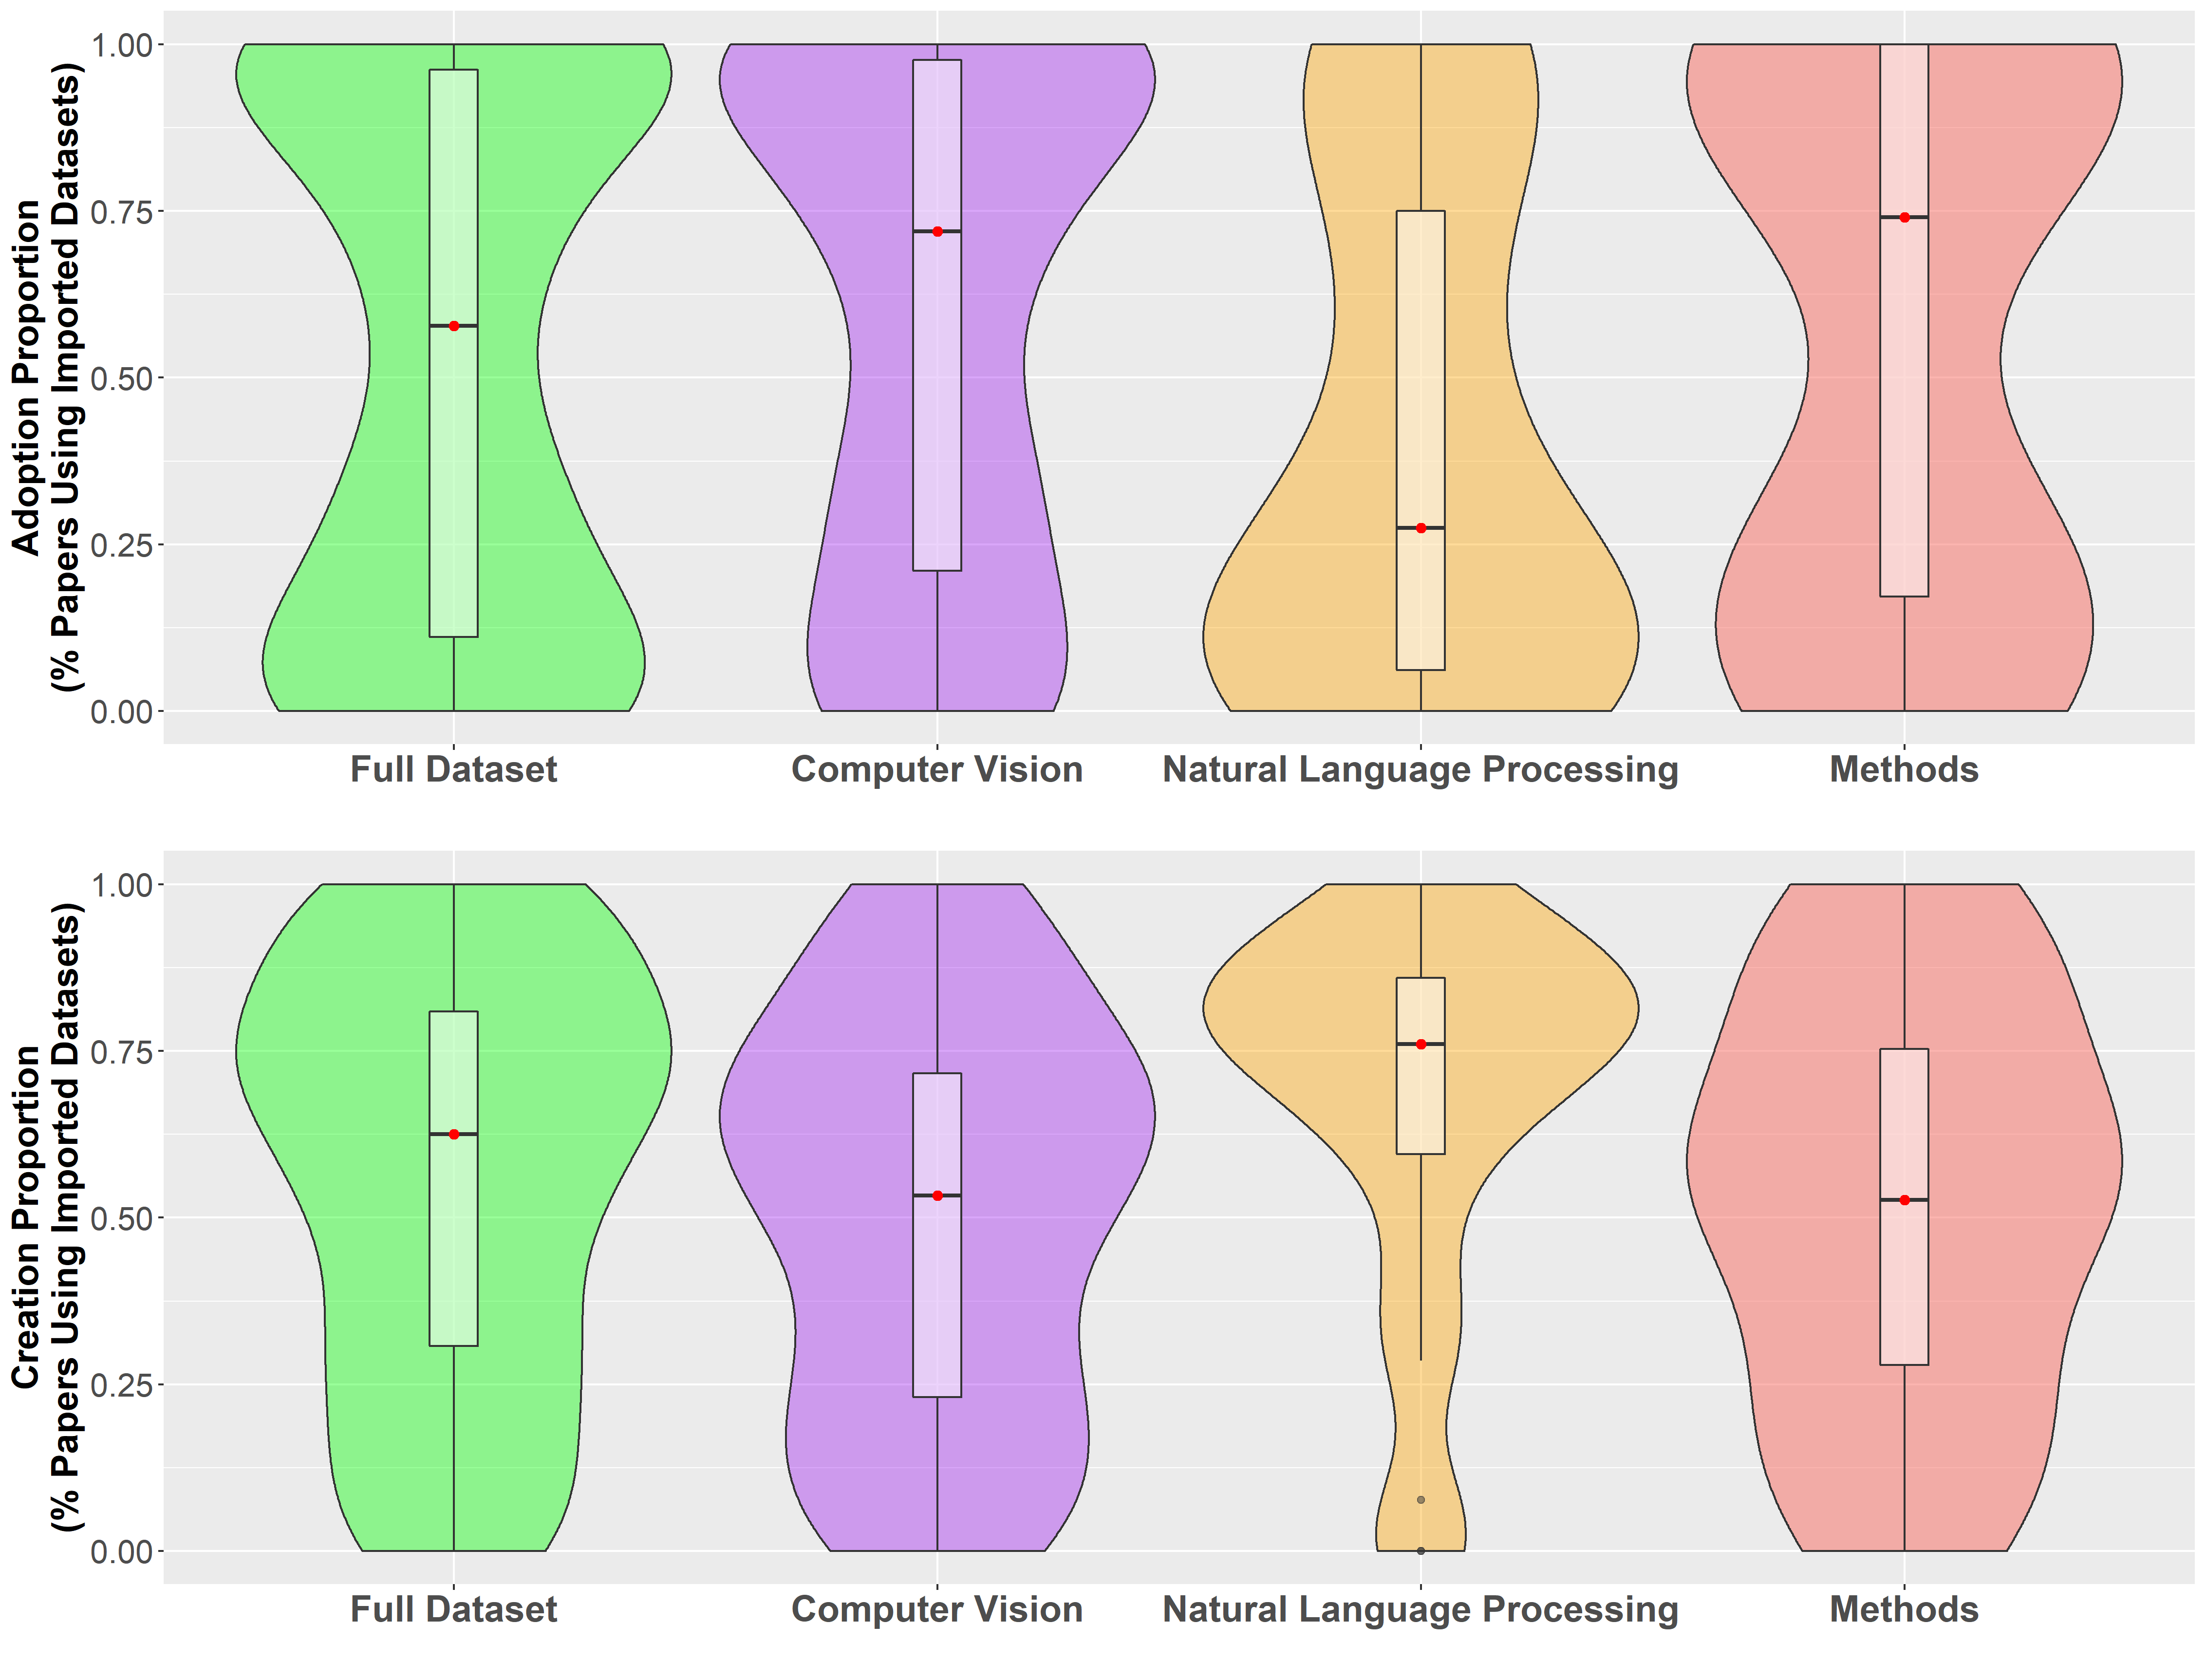 Adoption Proportion
(% Papers Using Imported Datasets)
1.00
0.75
0.50
0.25
0.00
Full Dataset Computer Vision Natural Language Processing Methods
Creation Proportion
(% Papers Using Imported Datasets)
1.00
0.75
0.50
0.25
0.00
Full Dataset Computer Vision Natural Language Processing Methods